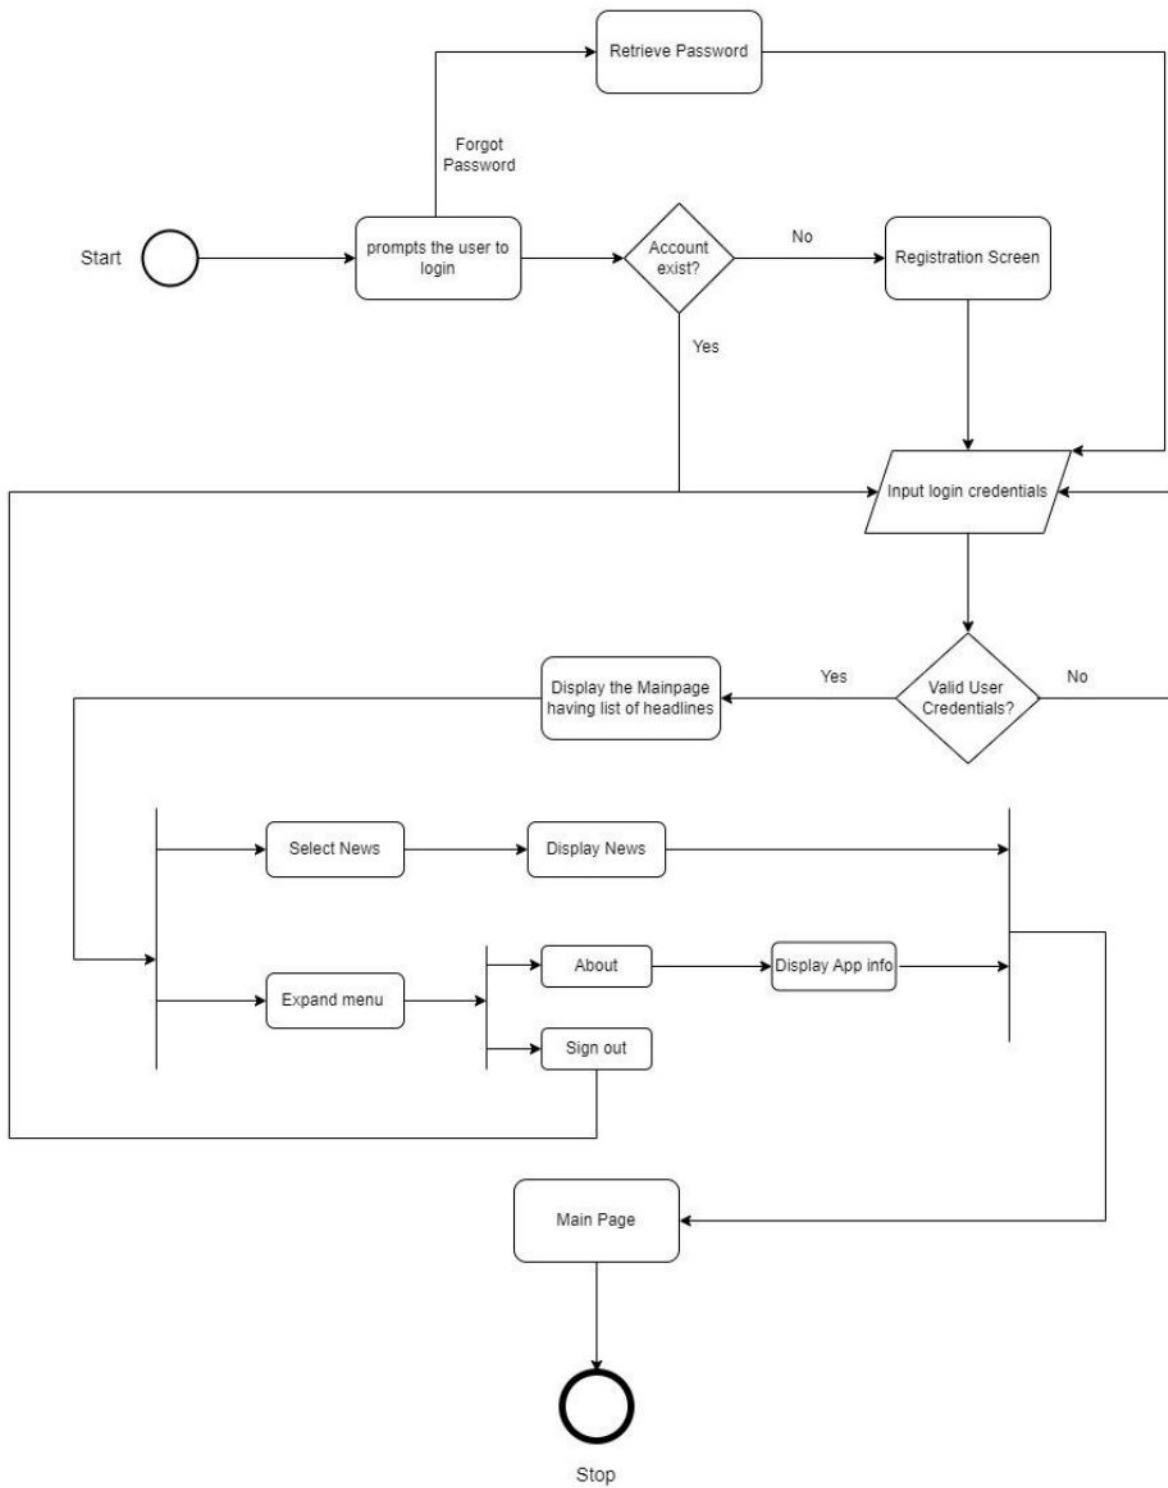 Retrieve Password
Forgot
Password
Start
prompts the user to
login
Account
exist?
No
Registration Screen
Yes
Input login credentials
Display the Mainpage
having list of headlines
Yes
Valid User
Credentials?
No
Select News
Display News
Expand menu
About
Display App info
Sign out
Main Page
Stop